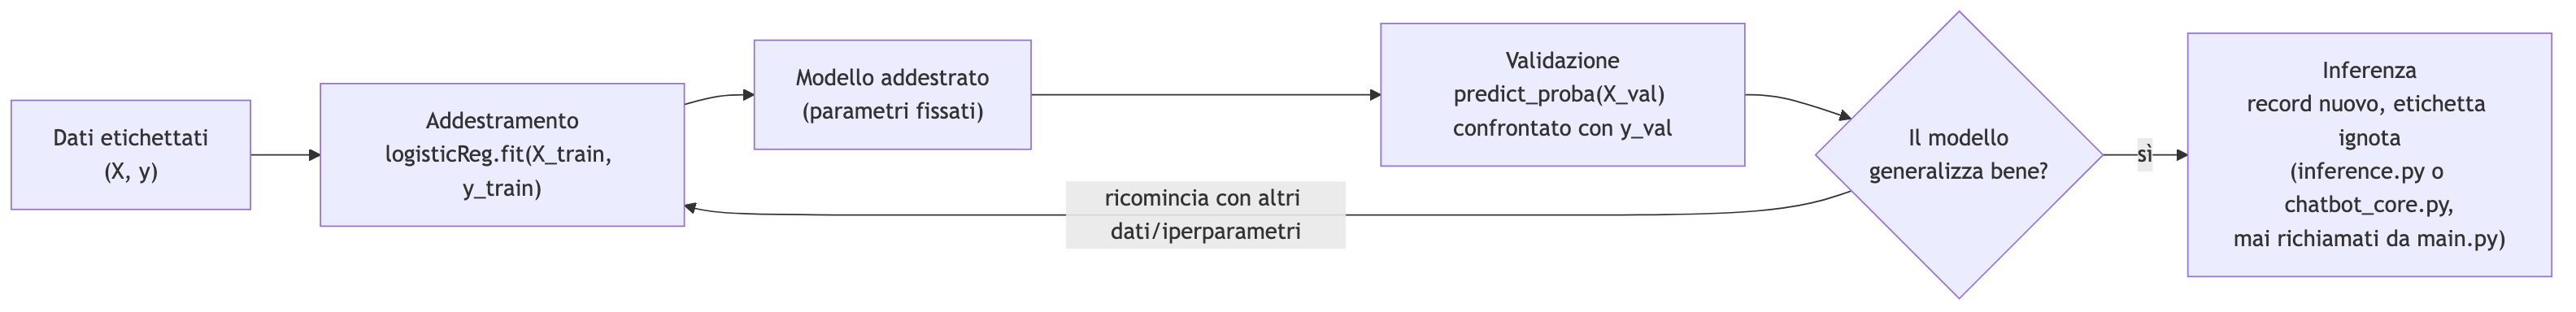 Dati etichettati
(X, y)
Addestramento
logisticReg.fit(X_train,
y_train)
Modello addestrato
(parametri fissati)
Validazione
predict_proba(X_val)
confrontato con y_val
Il modello
generalizza bene?
ricomincia con altri
dati/iperparametri
sì
Inferenza
record nuovo, etichetta
ignota
(inference.py o
chatbot_core.py,
mai richiamati da main.py)